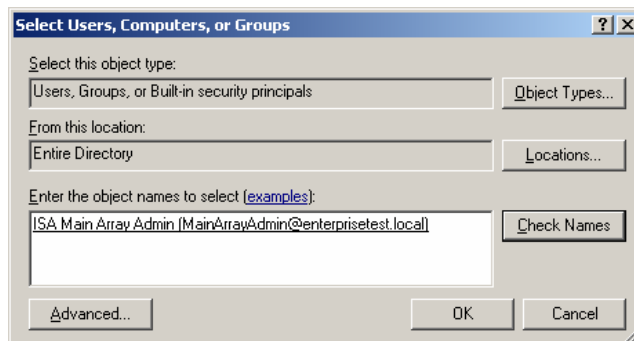 Select Users, Computers, or Groups
Select this object type:
Users, Groups, or Built-in security principals
Object Types...
From this location:
Entire Directory
Locations...
Enter the object names to select (examples):
ISA Main Array Admin (MainArrayAdmin@enterprisetest.local)
Check Names
Advanced...
OK
Cancel